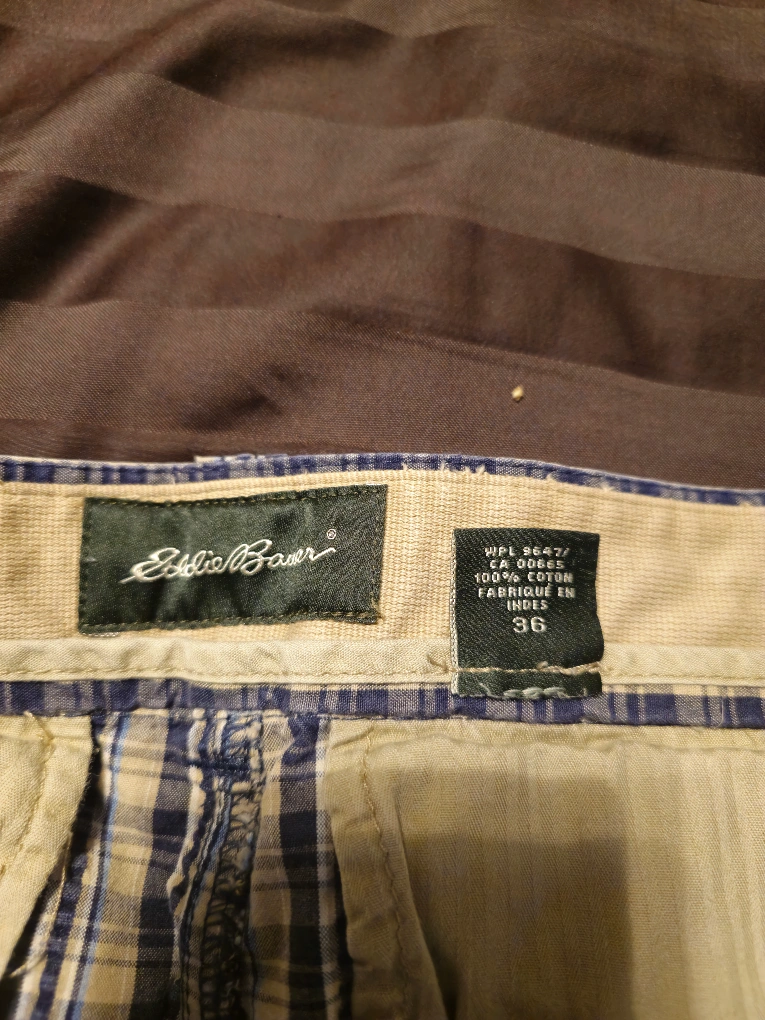 Eddie Bauer®
WPL 9647/
CA 00665
100% COTON
FABRIQUÉ EN
INDES
36